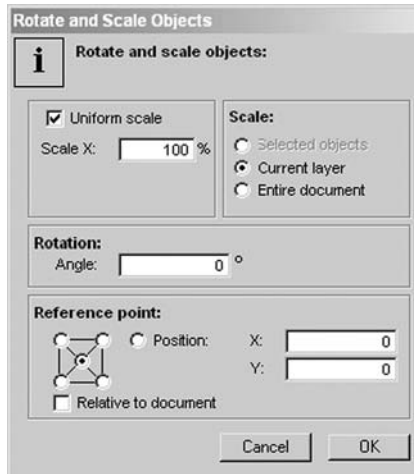 Rotate and Scale Objects
i
Rotate and scale objects:
Uniform scale
Scale X: 100 %
Scale:
Selected objects
Current layer
Entire document
Rotation:
Angle: 0 °
Reference point:
Position: X: 0
Y: 0
Relative to document
Cancel OK